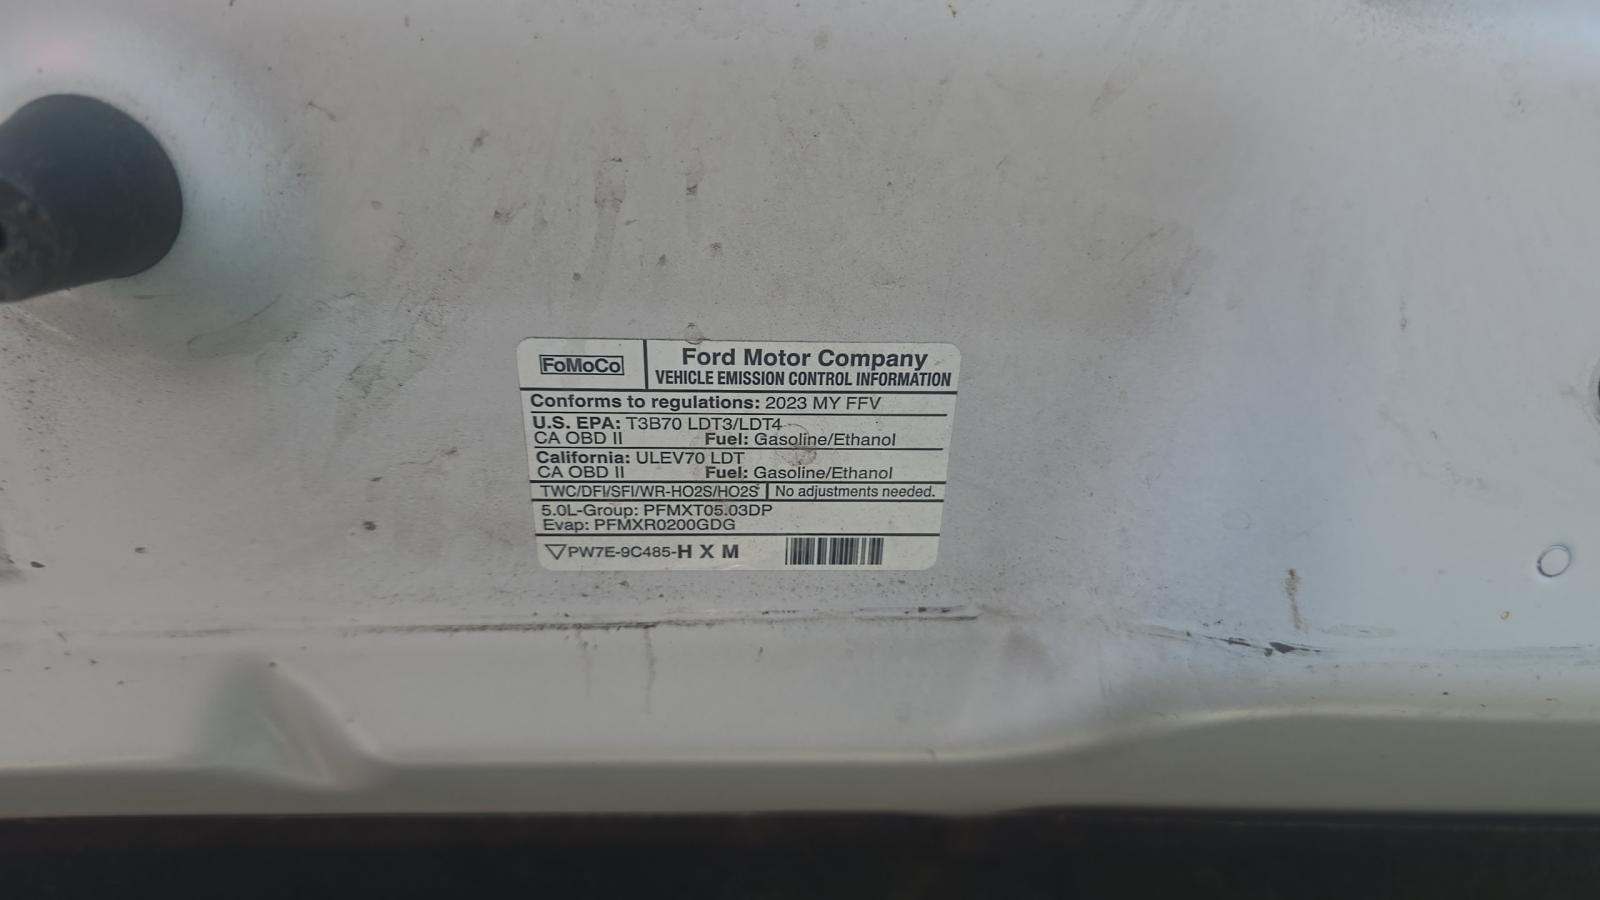 FoMoCo
Ford Motor Company
VEHICLE EMISSION CONTROL INFORMATION
Conforms to regulations: 2023 MY FFV
U.S. EPA: T3B70 LDT3/LDT4
CA OBD II Fuel: Gasoline/Ethanol
California: ULEV70 LDT
CA OBD II Fuel: Gasoline/Ethanol
TWC/DFI/SFI/WR-HO2S/HO2S No adjustments needed.
5.0L-Group: PFMXT05.03DP
Evap: PFMXR0200GDG
PW7E-9C485-H X M